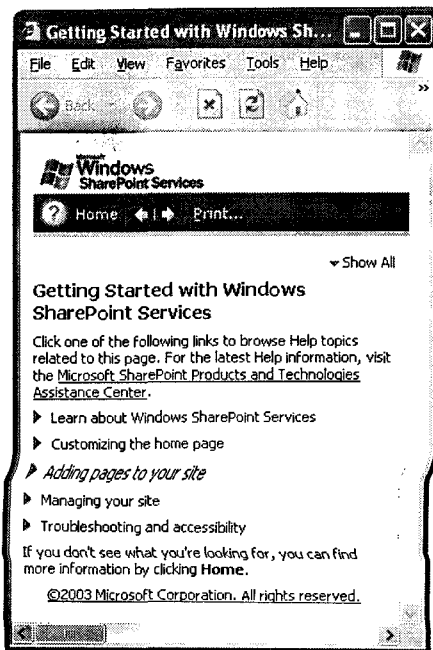 Getting Started with Windows Sh...
File Edit View Favorites Tools Help
Back
»
Microsoft
Windows
SharePoint Services
? Home Print...
Show All
Getting Started with Windows
SharePoint Services
Click one of the following links to browse Help topics
related to this page. For the latest Help information, visit
the Microsoft SharePoint Products and Technologies
Assistance Center.
Learn about Windows SharePoint Services
Customizing the home page
Adding pages to your site
Managing your site
Troubleshooting and accessibility
If you don't see what you're looking for, you can find
more information by clicking Home.
©2003 Microsoft Corporation. All rights reserved.